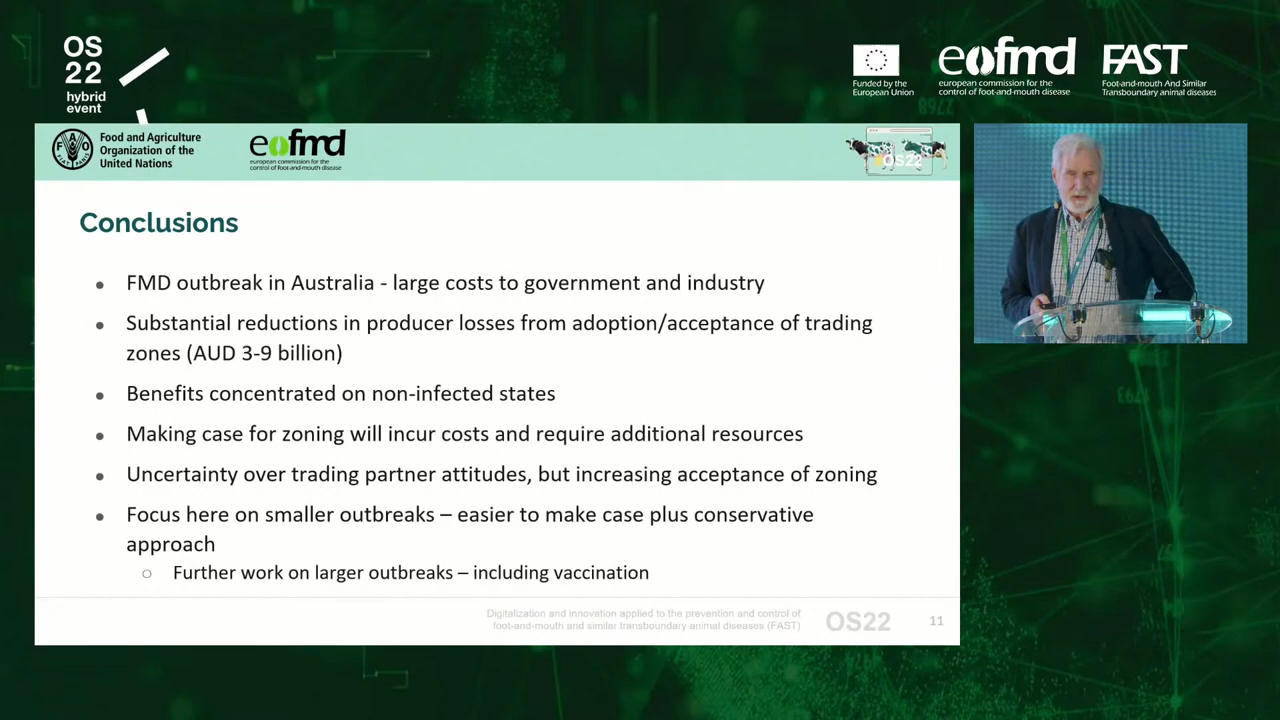 OS
22
hybrid
event
Funded by the
European Union
eofmd
european commission for the
control of foot-and-mouth disease
FAST
Foot-and-mouth And Similar
Transboundary animal diseases
Food and Agriculture
Organization of the
United Nations
eofmd
european commission for the
control of foot-and-mouth disease
OS22
Conclusions
FMD outbreak in Australia - large costs to government and industry
Substantial reductions in producer losses from adoption/acceptance of trading
zones (AUD 3-9 billion)
Benefits concentrated on non-infected states
Making case for zoning will incur costs and require additional resources
Uncertainty over trading partner attitudes, but increasing acceptance of zoning
Focus here on smaller outbreaks – easier to make case plus conservative
approach
Further work on larger outbreaks – including vaccination
Digitalization and innovation applied to the prevention and control of
foot-and-mouth and similar transboundary animal diseases (FAST)
OS22
11